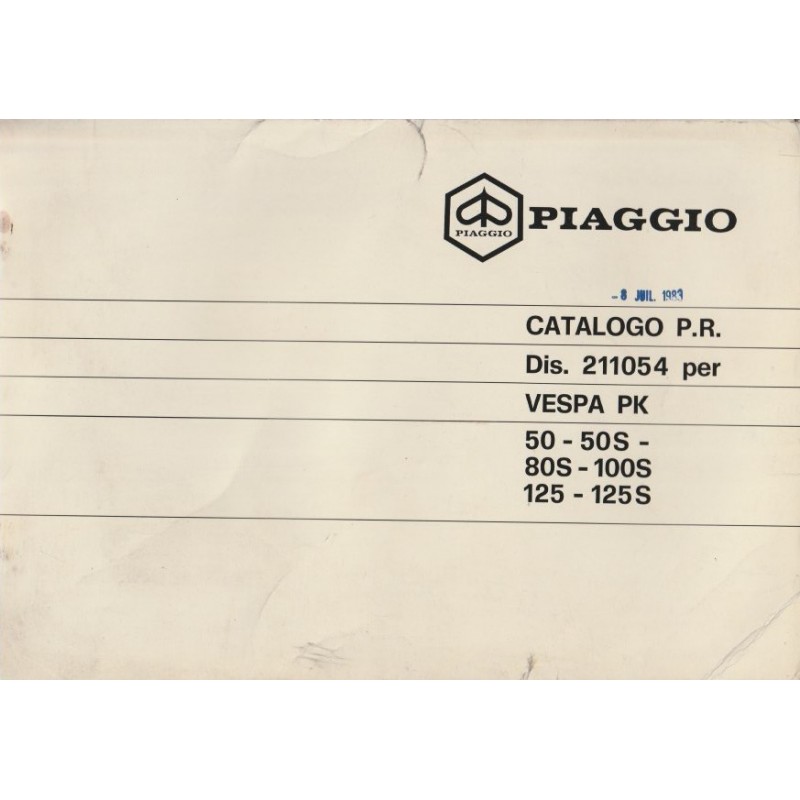 PIAGGIO
PIAGGIO
- 8 JUIL. 1983
CATALOGO P.R.
Dis. 211054 per
VESPA PK
50 - 50S -
80S - 100S
125 - 125S